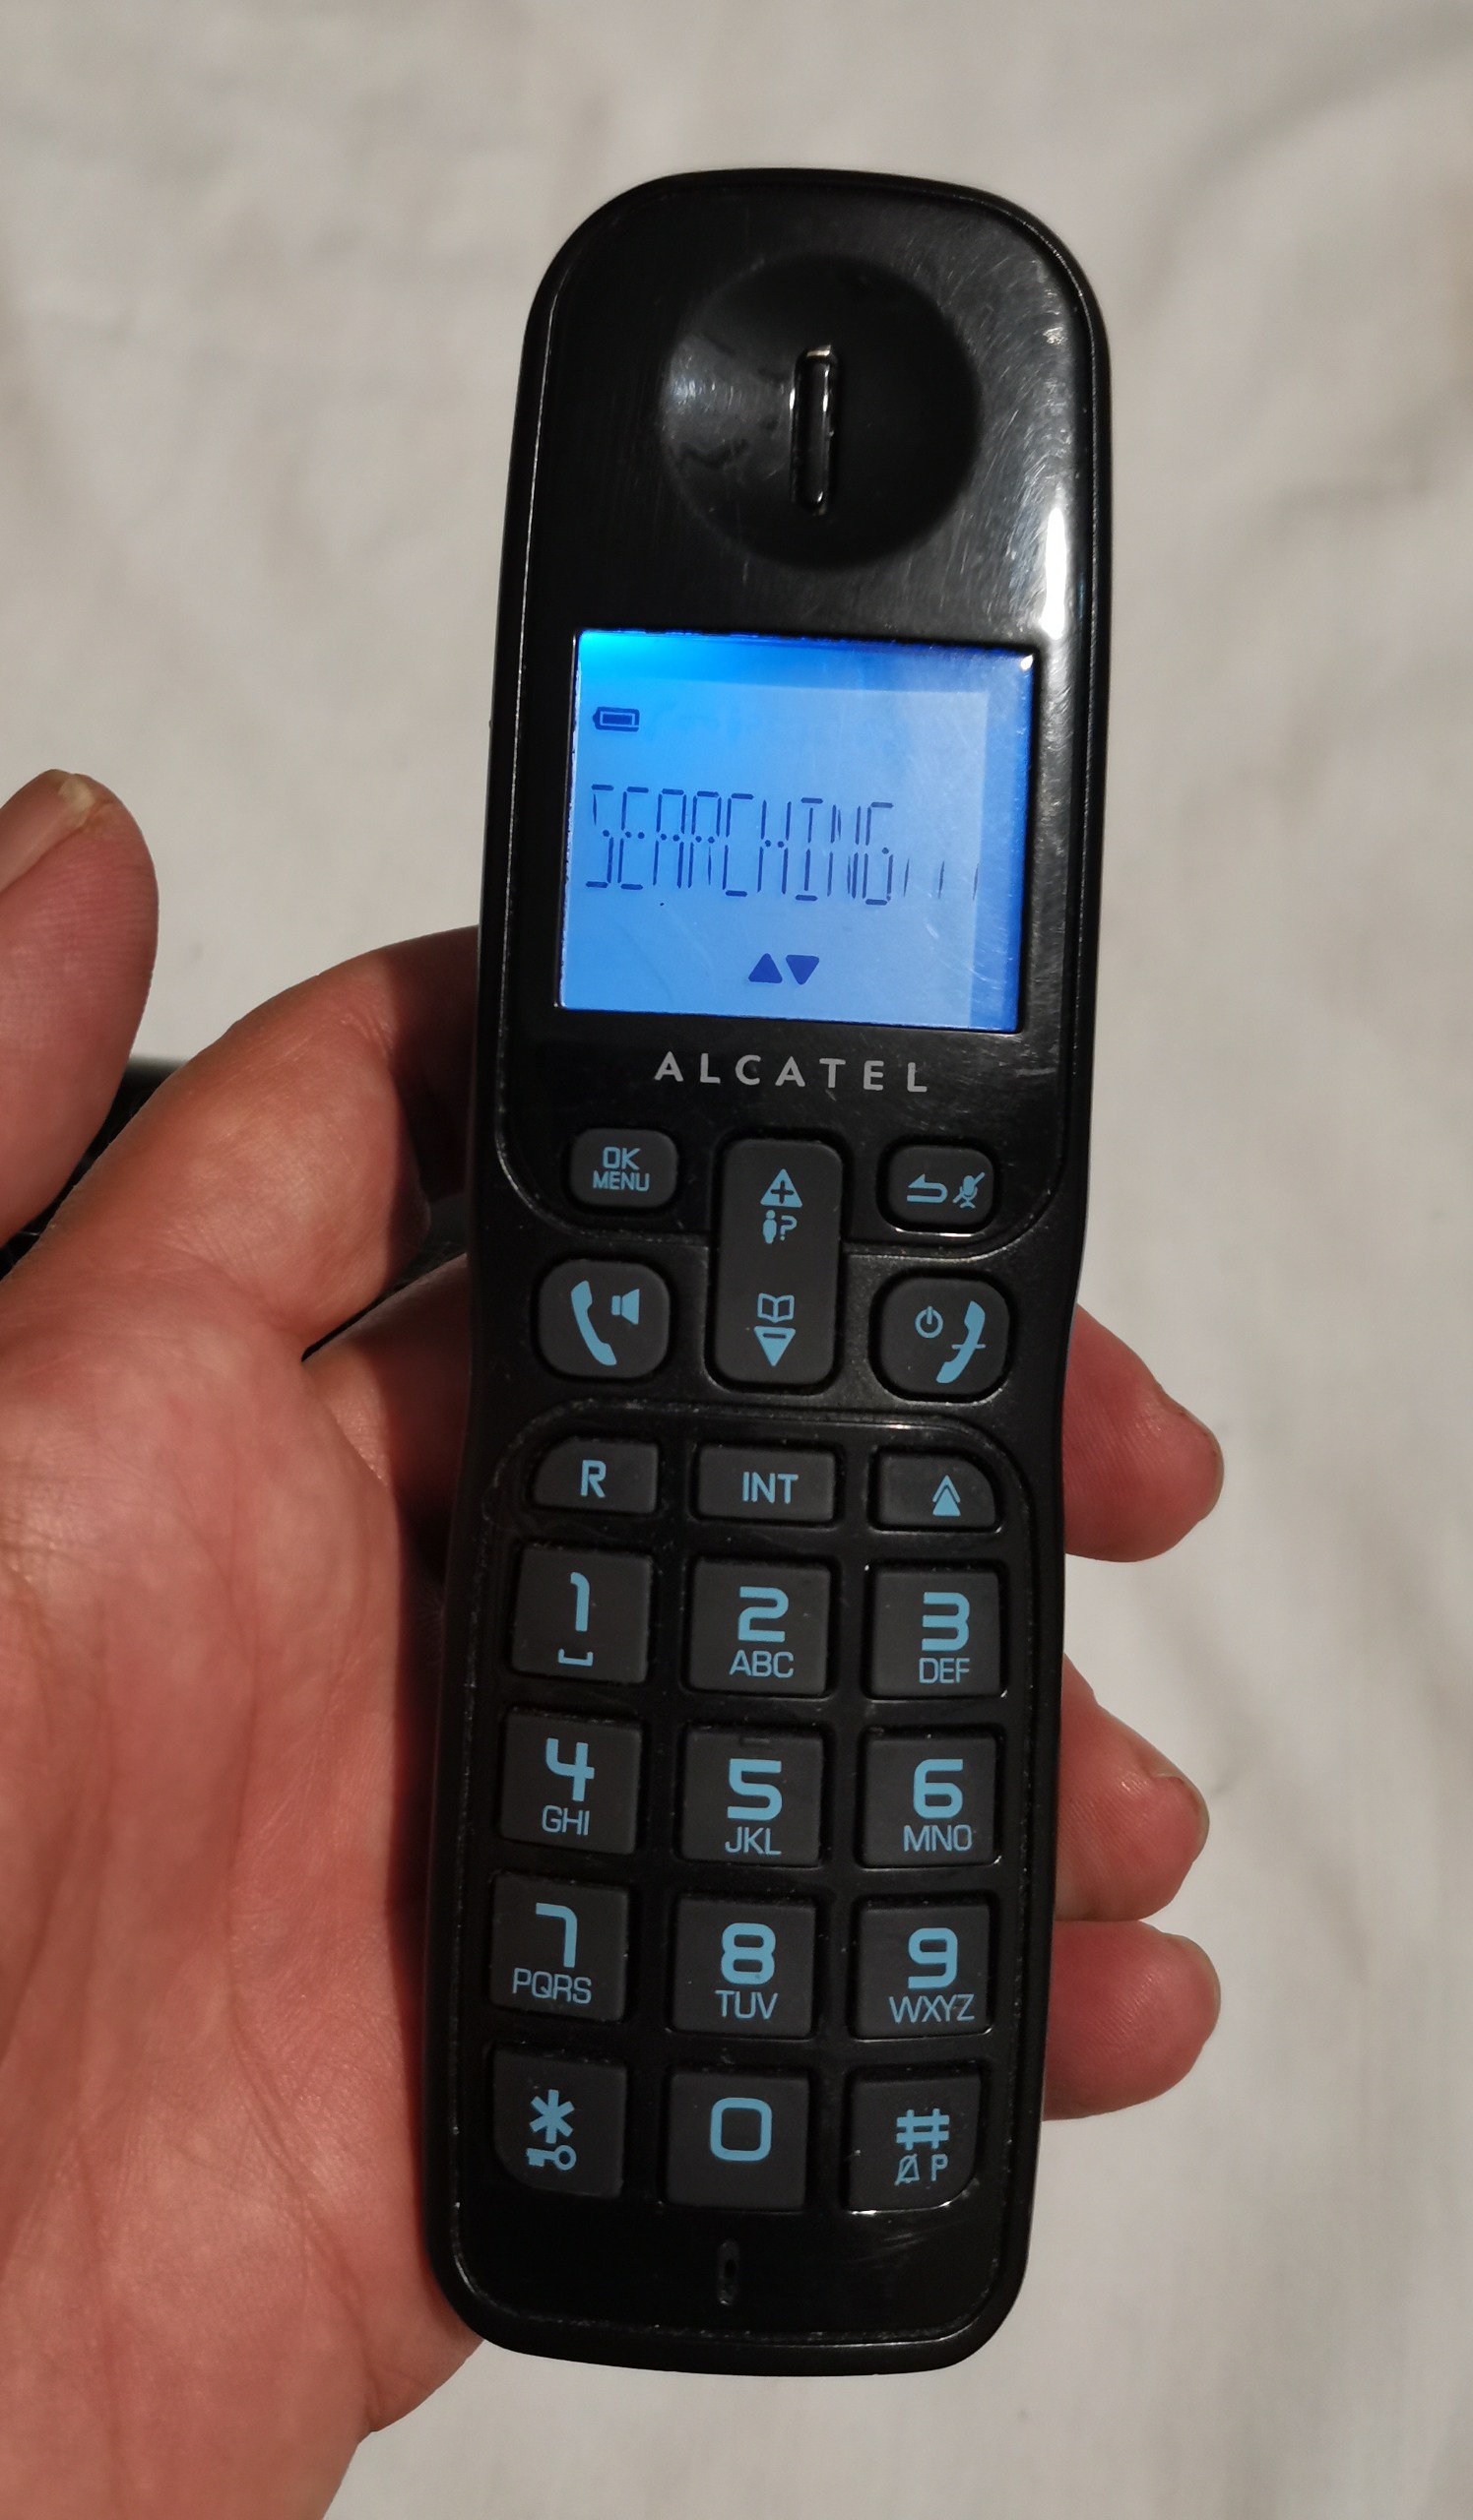 SEARCHING...
ALCATEL
OK
MENU
R INT
1 2 3
ABC DEF
4 5 6
GHI JKL MNO
7 8 9
PQRS TUV WXYZ
* 0 #
P